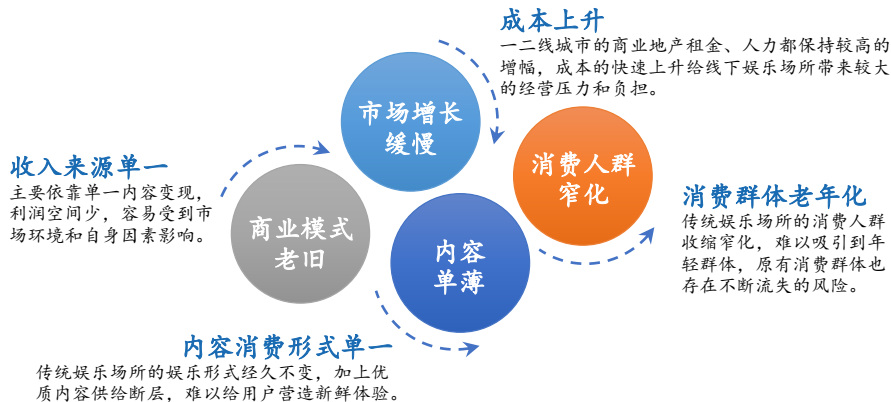 成本上升
一二线城市的商业地产租金、人力都保持较高的
增幅，成本的快速上升给线下娱乐场所带来较大
的经营压力和负担。
市场增长
缓慢
消费人群
窄化
收入来源单一
主要依靠单一内容变现，
利润空间少，容易受到市
场环境和自身因素影响。
商业模式
老旧
内容
单薄
消费群体老年化
传统娱乐场所的消费人群
收缩窄化，难以吸引到年
轻群体，原有消费群体也
存在不断流失的风险。
内容消费形式单一
传统娱乐场所的娱乐形式经久不变，加上优
质内容供给断层，难以给用户营造新鲜体验。